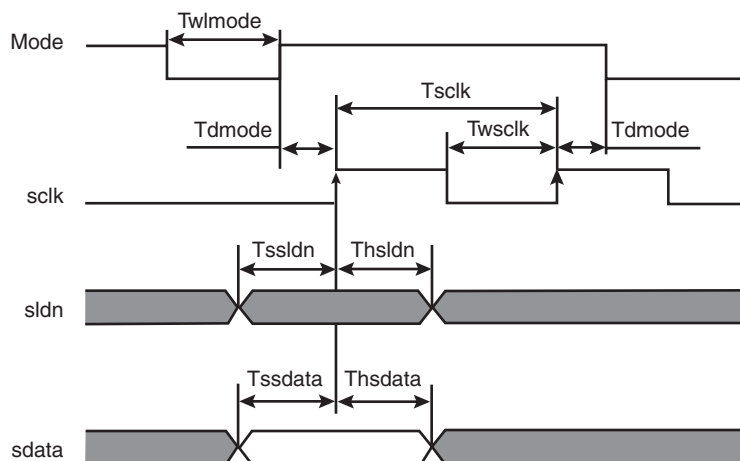 Twlmode
Mode
Tsclk
Tdmode
Twsclk
Tdmode
sclk
Tssldn
Thsldn
sldn
Tssdata
Thsdata
sdata